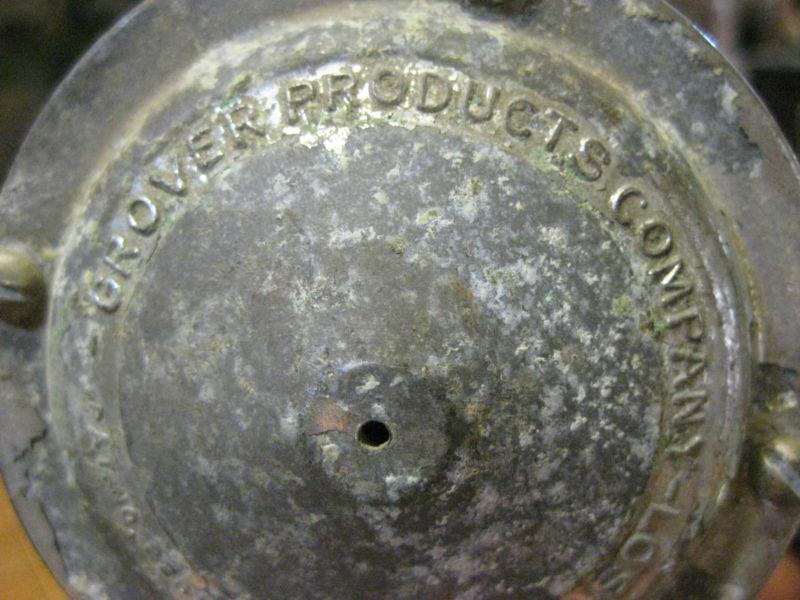 GROVER PRODUCTS COMPANY - LOS